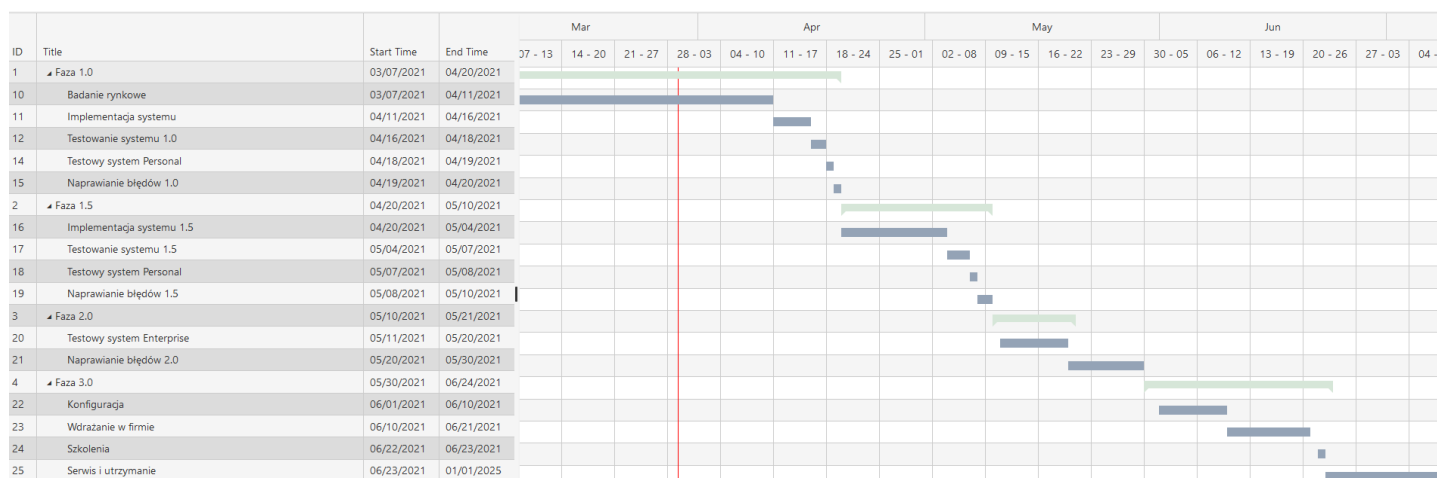 Mar Apr May Jun
ID Title Start Time End Time 07 - 13 14 - 20 21 - 27 28 - 03 04 - 10 11 - 17 18 - 24 25 - 01 02 - 08 09 - 15 16 - 22 23 - 29 30 - 05 06 - 12 13 - 19 20 - 26 27 - 03 04 -
1 Faza 1.0 03/07/2021 04/20/2021
10 Badanie rynkowe 03/07/2021 04/11/2021
11 Implementacja systemu 04/11/2021 04/16/2021
12 Testowanie systemu 1.0 04/16/2021 04/18/2021
14 Testowy system Personal 04/18/2021 04/19/2021
15 Naprawianie błędów 1.0 04/19/2021 04/20/2021
2 Faza 1.5 04/20/2021 05/10/2021
16 Implementacja systemu 1.5 04/20/2021 05/04/2021
17 Testowanie systemu 1.5 05/04/2021 05/07/2021
18 Testowy system Personal 05/07/2021 05/08/2021
19 Naprawianie błędów 1.5 05/08/2021 05/10/2021
3 Faza 2.0 05/10/2021 05/21/2021
20 Testowy system Enterprise 05/11/2021 05/20/2021
21 Naprawianie błędów 2.0 05/20/2021 05/30/2021
4 Faza 3.0 05/30/2021 06/24/2021
22 Konfiguracja 06/01/2021 06/10/2021
23 Wdrażanie w firmie 06/10/2021 06/21/2021
24 Szkolenia 06/22/2021 06/23/2021
25 Serwis i utrzymanie 06/23/2021 01/01/2025